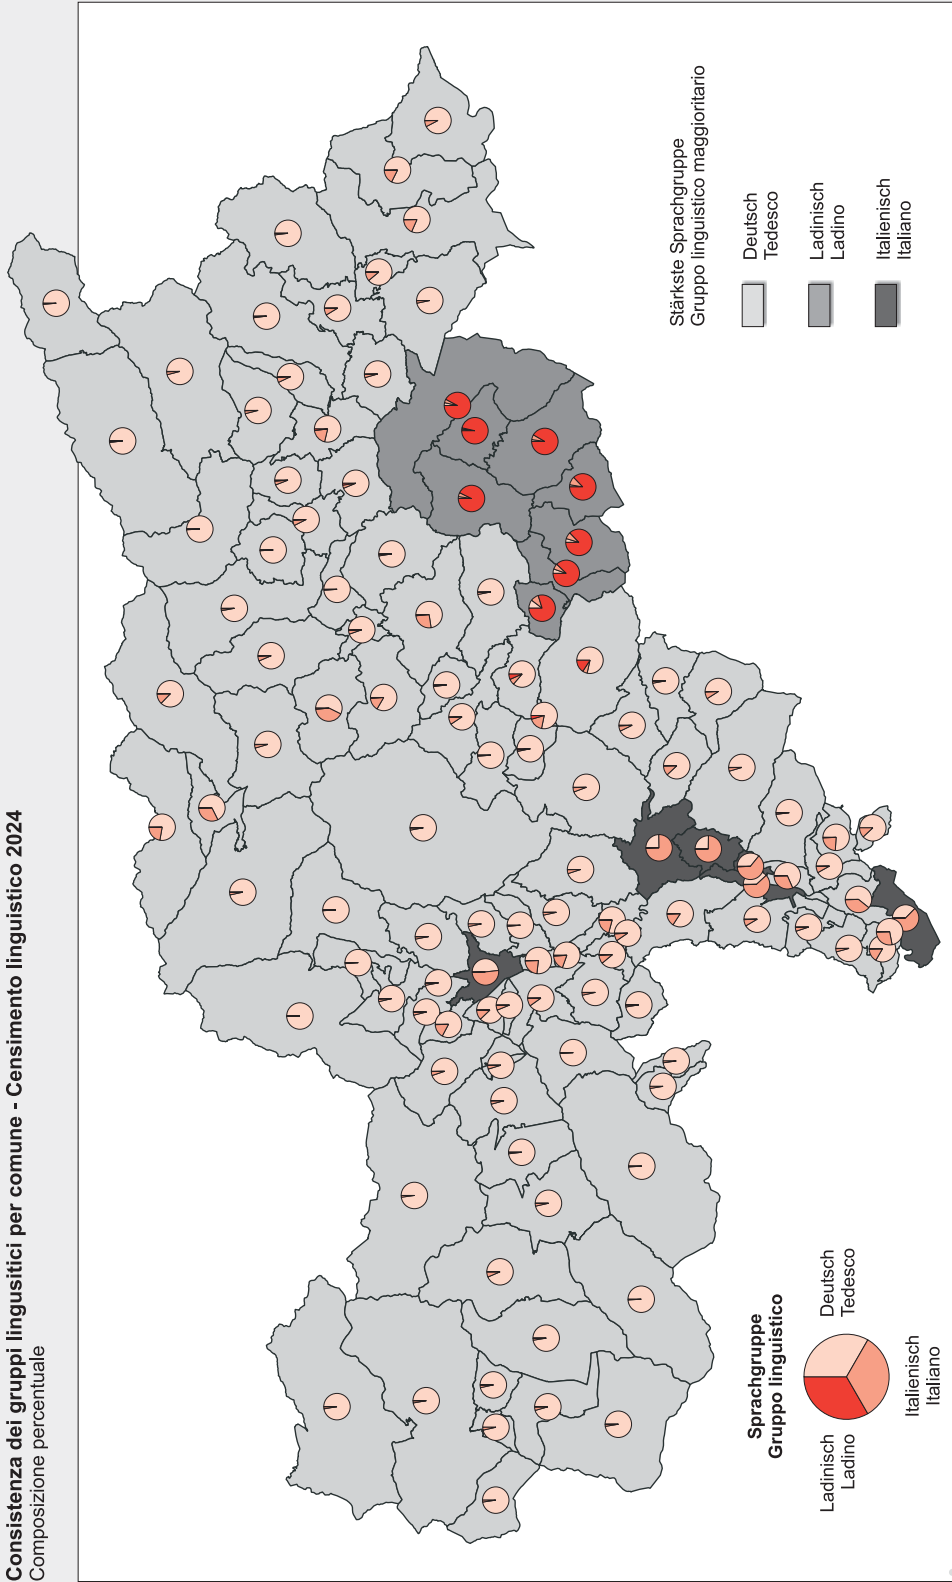 Consistenza dei gruppi lingusitici per comune - Censimento linguistico 2024
Composizione percentuale
Stärkste Sprachgruppe
Gruppo linguistico maggioritario
Deutsch
Tedesco
Ladinisch
Ladino
Italienisch
Italiano
Sprachgruppe
Gruppo linguistico
Ladinisch
Ladino
Deutsch
Tedesco
Italienisch
Italiano